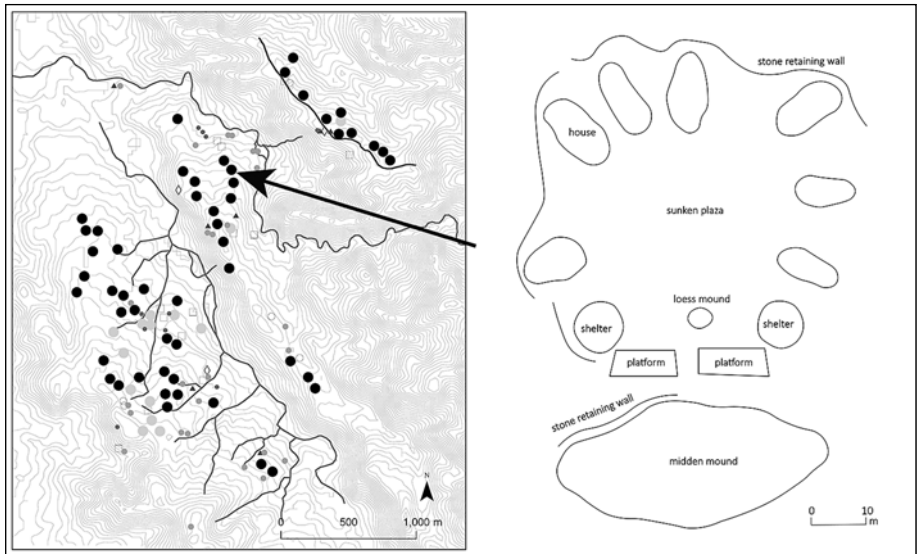 N
0 500 1,000 m
stone retaining wall
house
sunken plaza
loess mound
shelter shelter
platform platform
stone retaining wall
midden mound
0 10
m